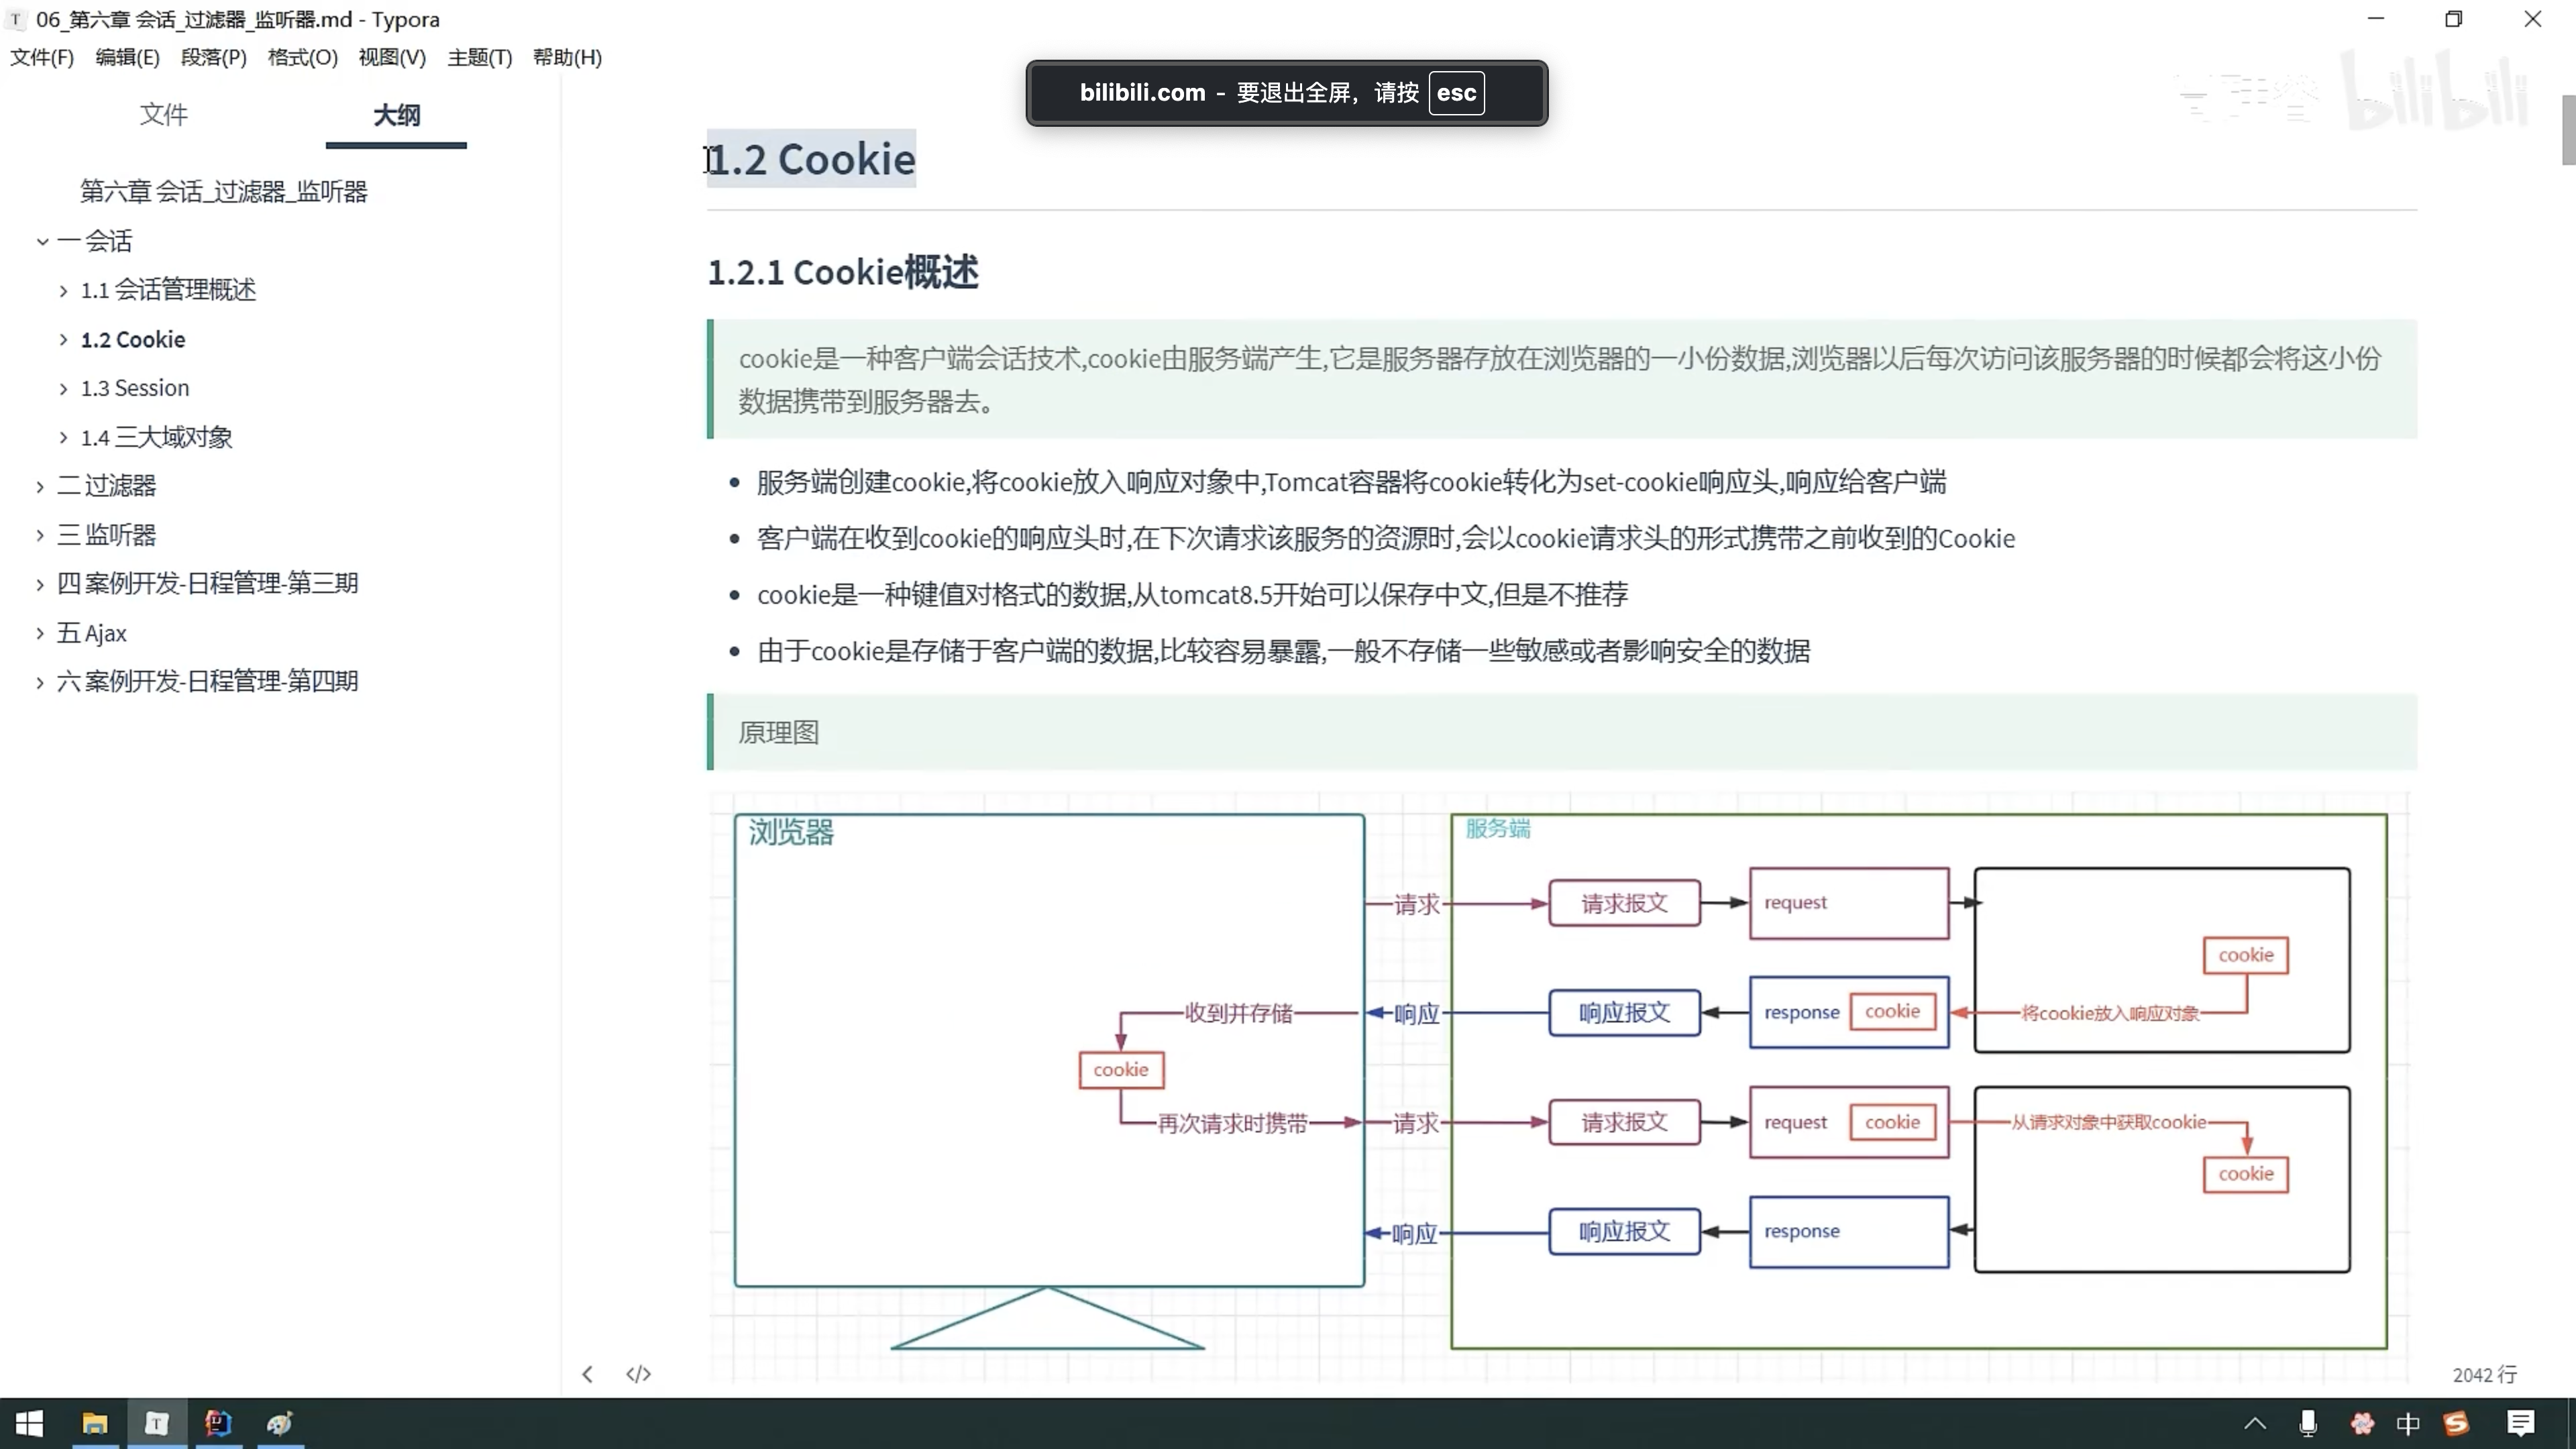 06_第六章 会话_过滤器_监听器.md - Typora
文件(F) 编辑(E) 段落(P) 格式(O) 视图(V) 主题(T) 帮助(H)
bilibili.com - 要退出全屏，请按 esc
bilibili
文件 大纲
第六章 会话_过滤器_监听器
一 会话
1.1 会话管理概述
1.2 Cookie
1.3 Session
1.4 三大域对象
二 过滤器
三 监听器
四 案例开发-日程管理-第三期
五 Ajax
六 案例开发-日程管理-第四期
1.2 Cookie
1.2.1 Cookie概述
cookie是一种客户端会话技术,cookie由服务端产生,它是服务器存放在浏览器的一小份数据,浏览器以后每次访问该服务器的时候都会将这小份
数据携带到服务器去。
服务端创建cookie,将cookie放入响应对象中,Tomcat容器将cookie转化为set-cookie响应头,响应给客户端
客户端在收到cookie的响应头时,在下次请求该服务的资源时,会以cookie请求头的形式携带之前收到的Cookie
cookie是一种键值对格式的数据,从tomcat8.5开始可以保存中文,但是不推荐
由于cookie是存储于客户端的数据,比较容易暴露,一般不存储一些敏感或者影响安全的数据
原理图
浏览器
服务端
请求 请求报文 request
cookie
收到并存储 响应 响应报文 response cookie 将cookie放入响应对象
cookie
再次请求时携带 请求 请求报文 request cookie 从请求对象中获取cookie
cookie
响应 响应报文 response
2042 行
中